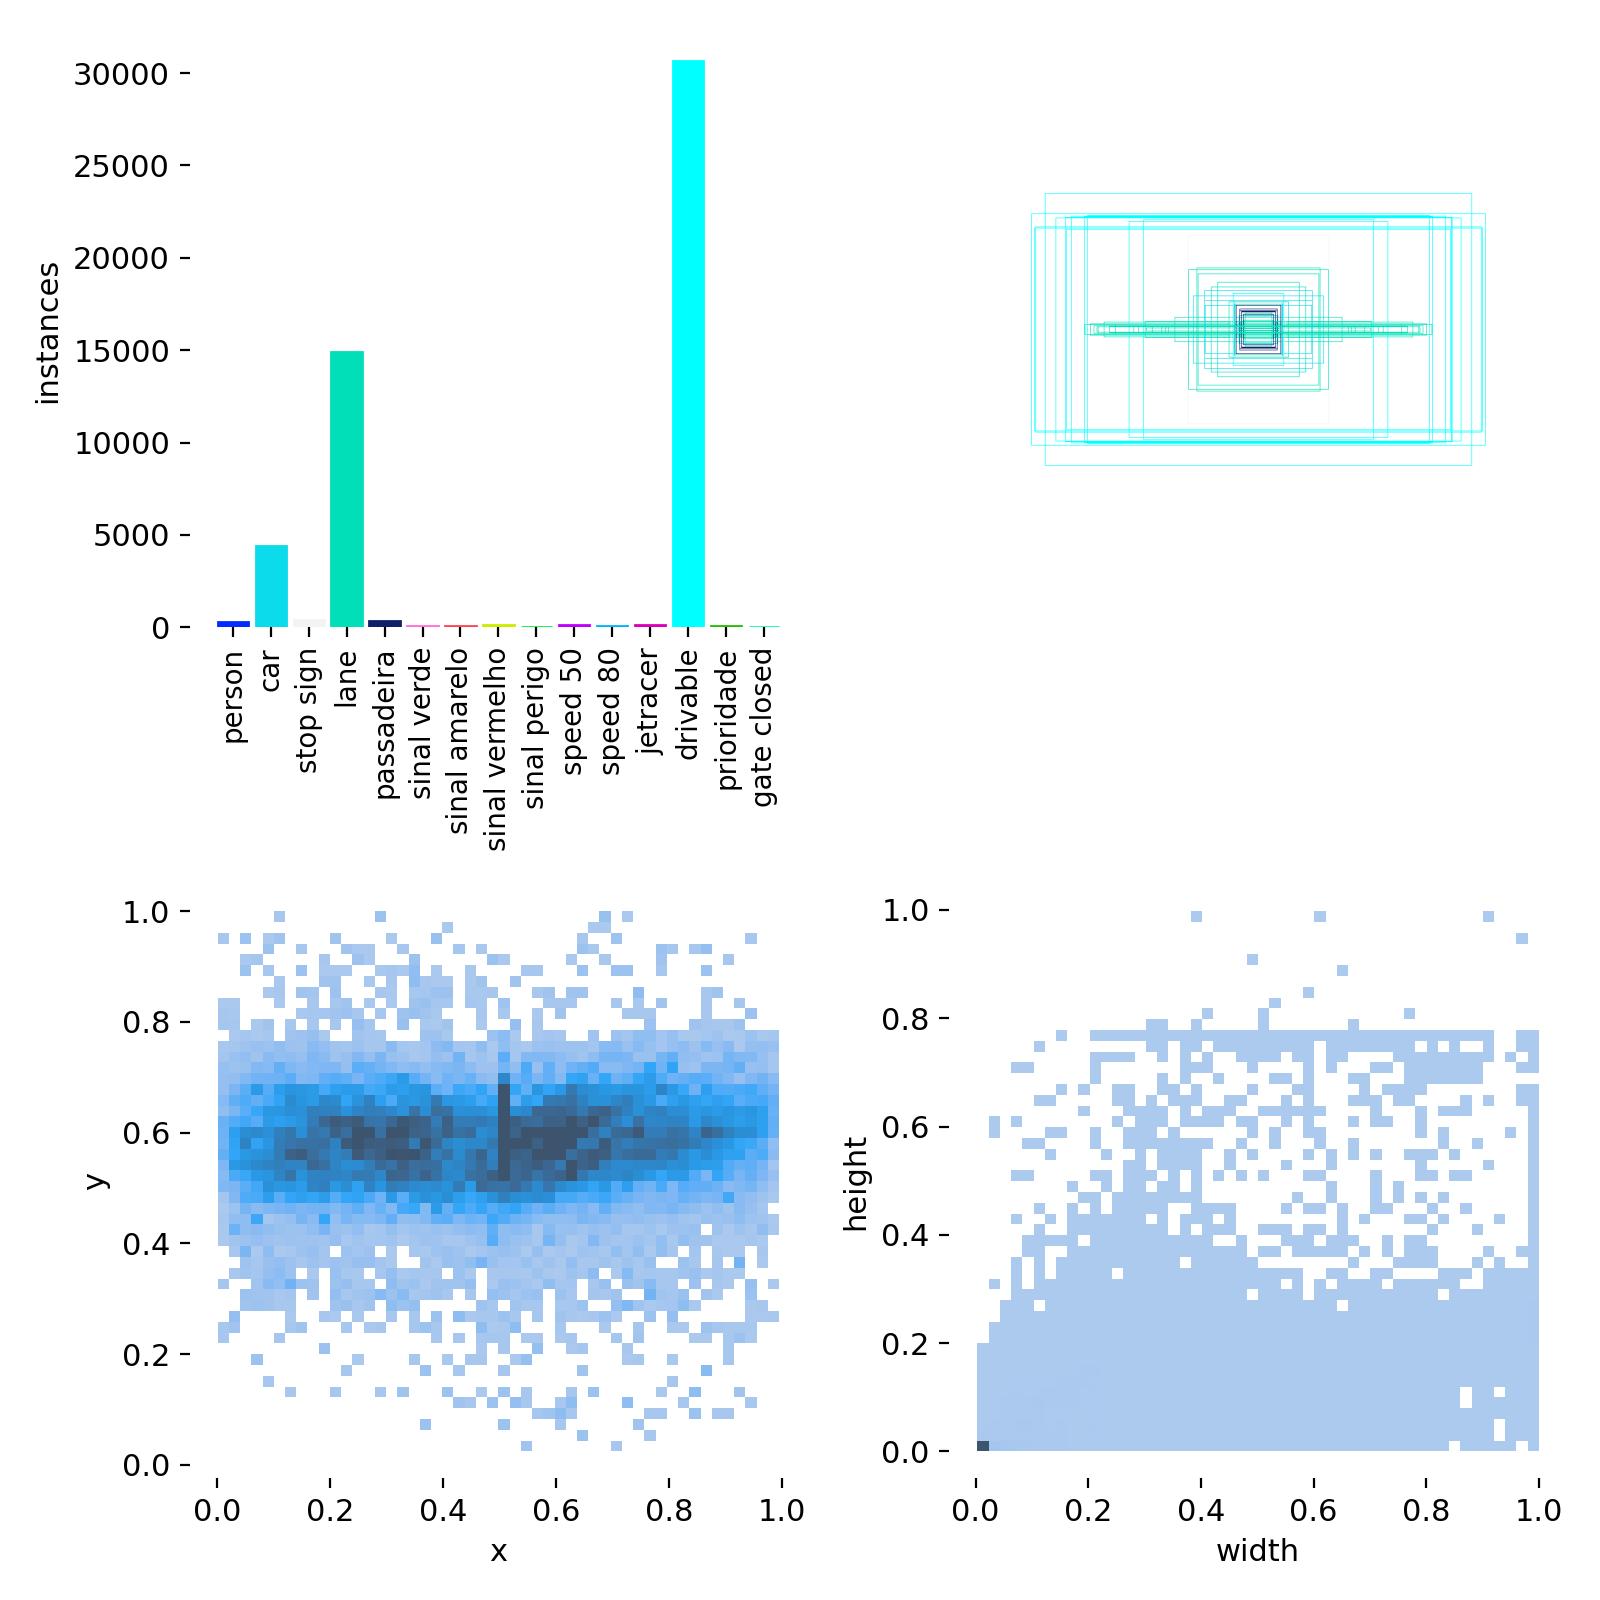 30000
25000
20000
15000
10000
5000
0
instances
person
car
stop sign
lane
passadeira
sinal verde
sinal amarelo
sinal vermelho
sinal perigo
speed 50
speed 80
jetracer
drivable
prioridade
gate closed
1.0
0.8
0.6
0.4
0.2
0.0
y
0.0 0.2 0.4 0.6 0.8 1.0
x
1.0
0.8
0.6
0.4
0.2
0.0
height
0.0 0.2 0.4 0.6 0.8 1.0
width